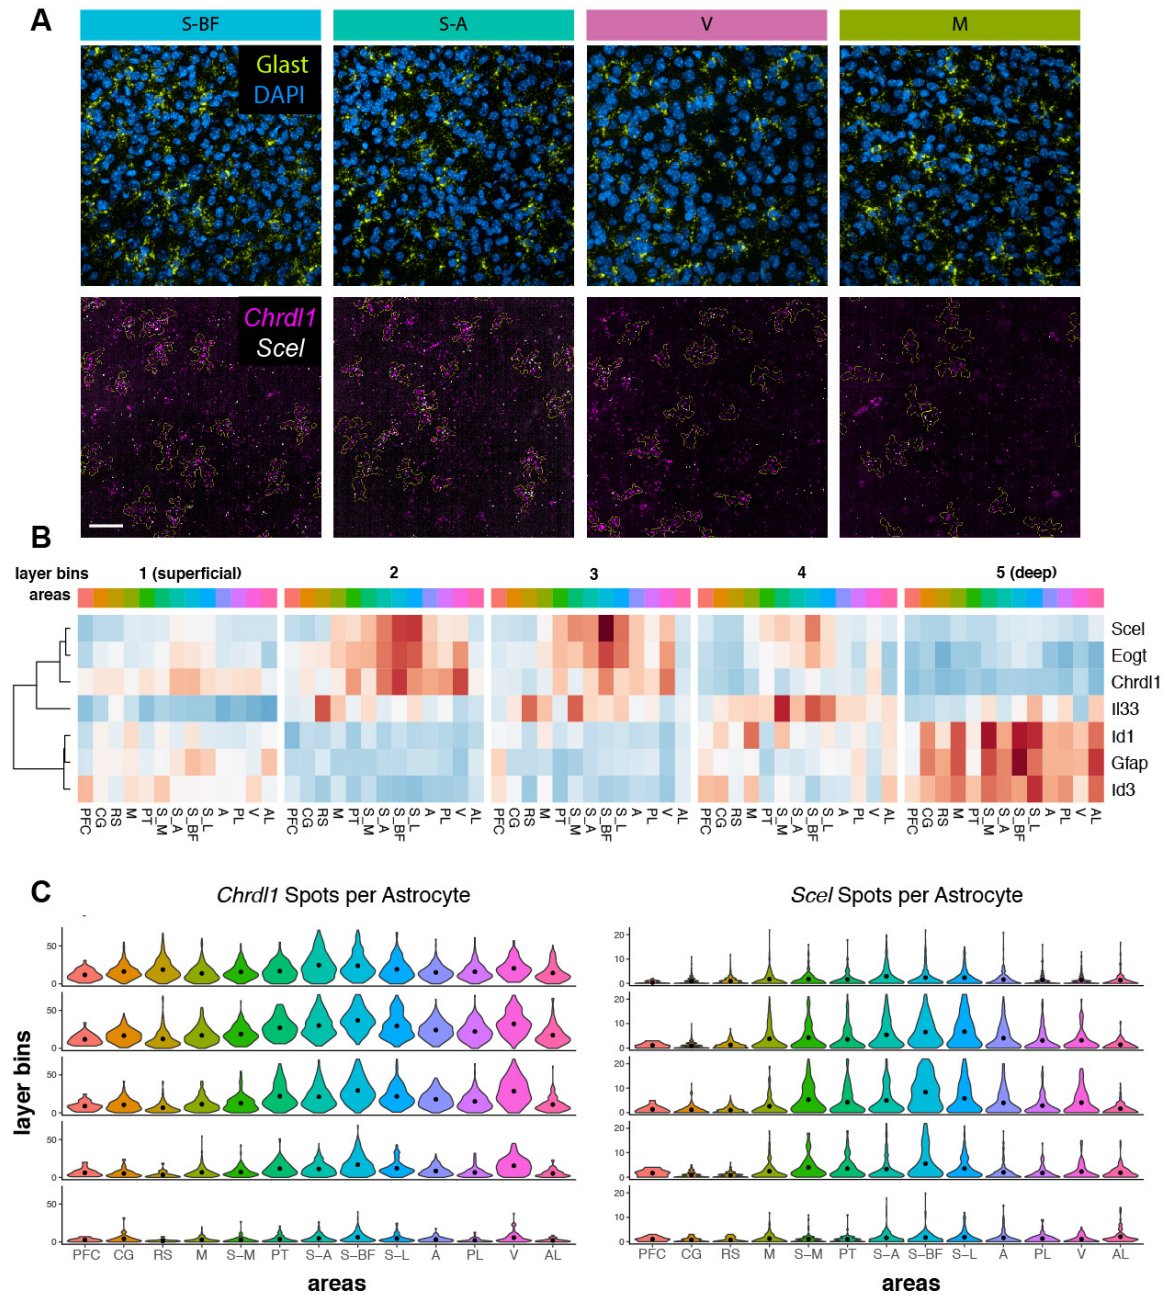 A
S-BF S-A V M
Glast
DAPI
Chrdl1
Scel
B
layer bins 1 (superficial) 2 3 4 5 (deep)
areas
Scel
Eogt
Chrdl1
Il33
Id1
Gfap
Id3
PFC CG RS M PT S_M S_A S_BF S_L A PL V AL PFC CG RS M PT S_M S_A S_BF S_L A PL V AL PFC CG RS M PT S_M S_A S_BF S_L A PL V AL PFC CG RS M PT S_M S_A S_BF S_L A PL V AL PFC CG RS M PT S_M S_A S_BF S_L A PL V AL
C
Chrdl1 Spots per Astrocyte Scel Spots per Astrocyte
layer bins
50
0
50
0
50
0
50
0
50
0
20
10
0
20
10
0
20
10
0
20
10
0
20
10
0
PFC CG RS M S-M PT S-A S-BF S-L A PL V AL PFC CG RS M S-M PT S-A S-BF S-L A PL V AL
areas areas